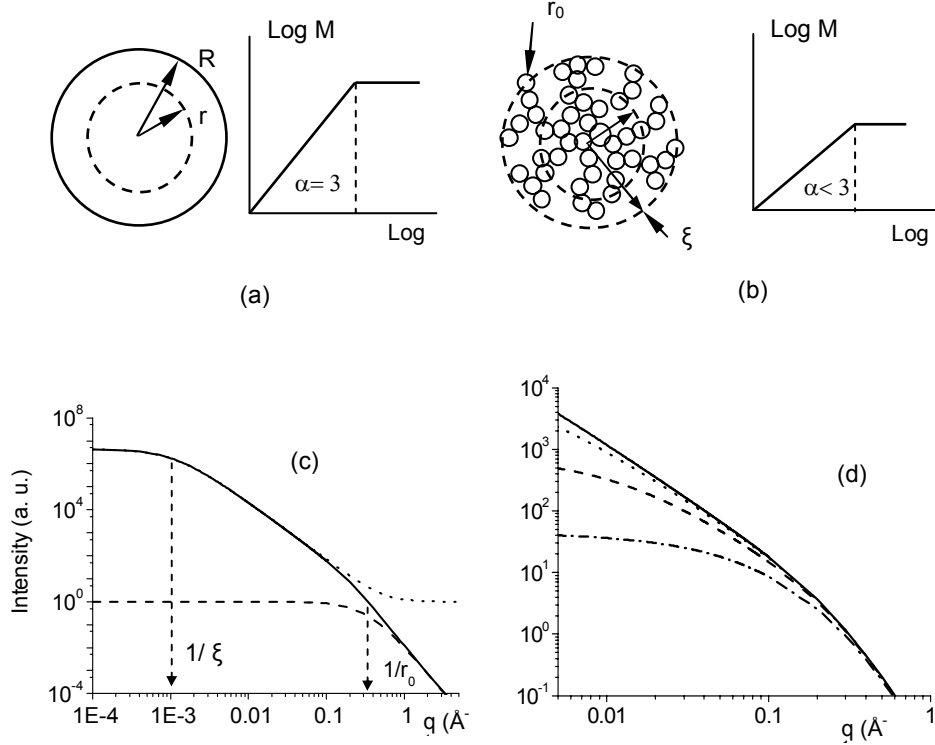 Log M
R
r
α= 3
Log
(a)
r0
Log M
ξ
α< 3
Log
(b)
Intensity (a. u.)
10^8
10^4
10^0
10^-4
(c)
1/ ξ
1/r0
1E-4
1E-3
0.01
0.1
1
q (Å-
10^4
10^3
10^2
10^1
10^0
10^-1
(d)
0.01
0.1
q (Å-